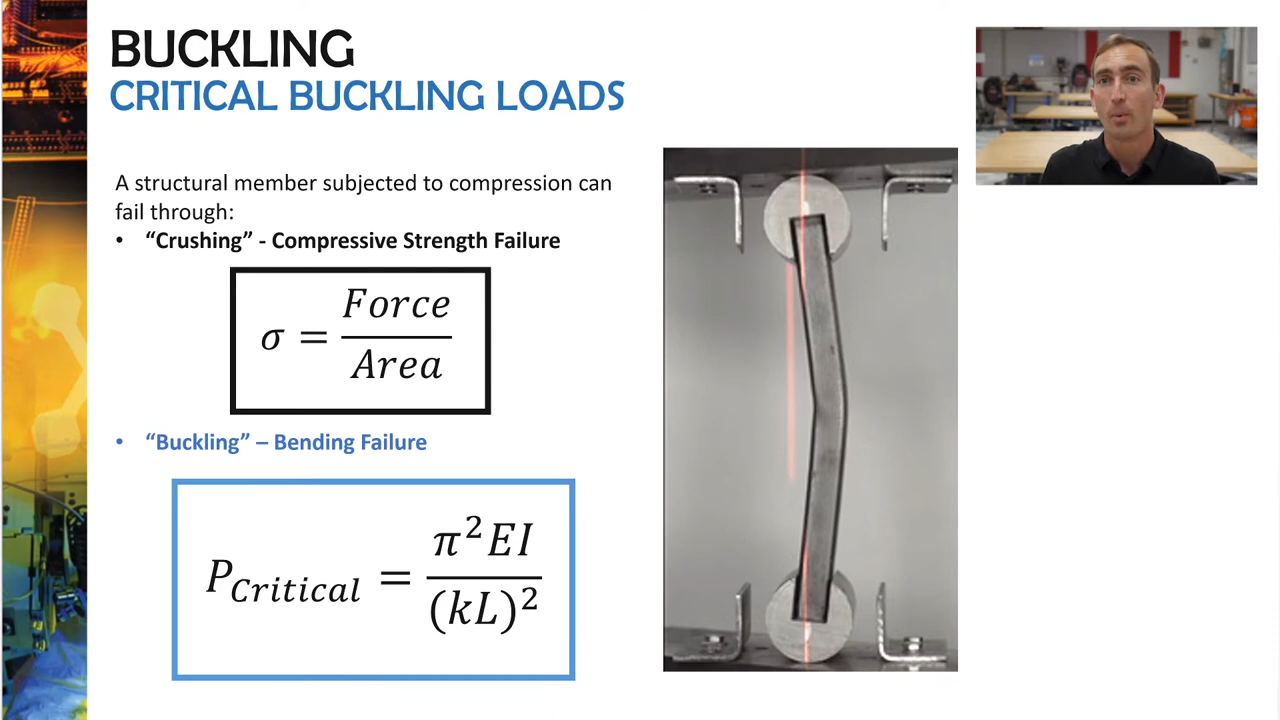 BUCKLING
CRITICAL BUCKLING LOADS
A structural member subjected to compression can
fail through:
• “Crushing” - Compressive Strength Failure
σ = Force / Area
• “Buckling” – Bending Failure
P_Critical = π²EI / (kL)²